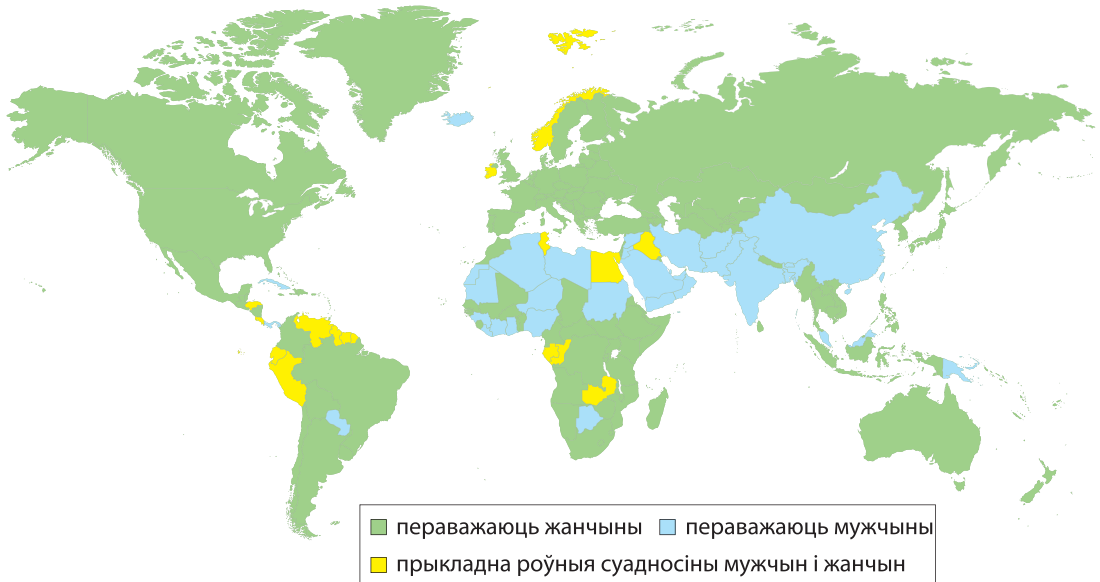 пераважаюць жанчыны пераважаюць мужчыны
прыкладна роўныя суадносіны мужчын і жанчын